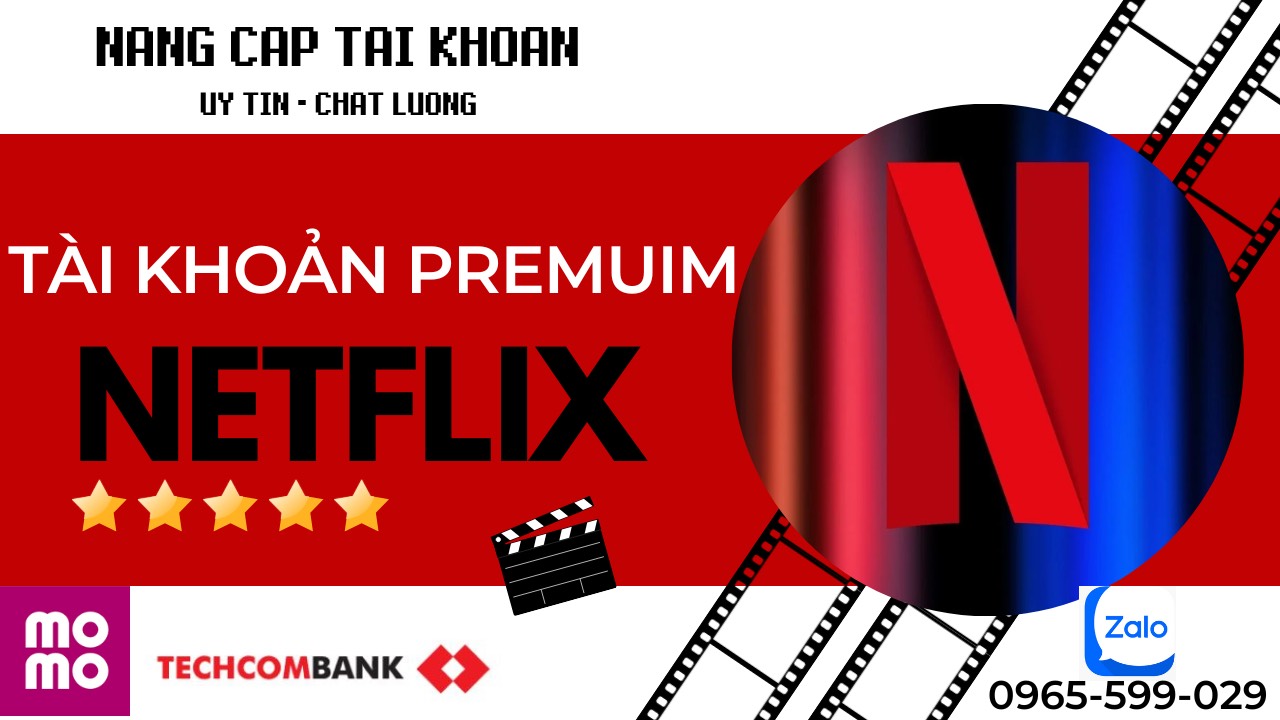 NANG CAP TAI KHOAN
UY TIN - CHAT LUONG
TÀI KHOẢN PREMUIM
NETFLIX
mo
mo
TECHCOMBANK
Zalo
0965-599-029